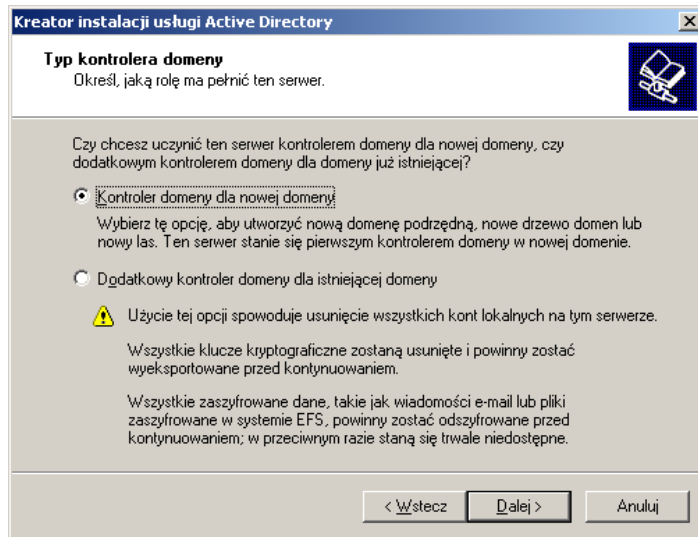 Kreator instalacji usługi Active Directory
Typ kontrolera domeny
Określ, jaką rolę ma pełnić ten serwer.
Czy chcesz uczynić ten serwer kontrolerem domeny dla nowej domeny, czy
dodatkowym kontrolerem domeny dla domeny już istniejącej?
Kontroler domeny dla nowej domeny
Wybierz tę opcję, aby utworzyć nową domenę podrzędną, nowe drzewo domen lub
nowy las. Ten serwer stanie się pierwszym kontrolerem domeny w nowej domenie.
Dodatkowy kontroler domeny dla istniejącej domeny
Użycie tej opcji spowoduje usunięcie wszystkich kont lokalnych na tym serwerze.
Wszystkie klucze kryptograficzne zostaną usunięte i powinny zostać
wyeksportowane przed kontynuowaniem.
Wszystkie zaszyfrowane dane, takie jak wiadomości e-mail lub pliki
zaszyfrowane w systemie EFS, powinny zostać odszyfrowane przed
kontynuowaniem; w przeciwnym razie staną się trwale niedostępne.
< Wstecz Dalej > Anuluj